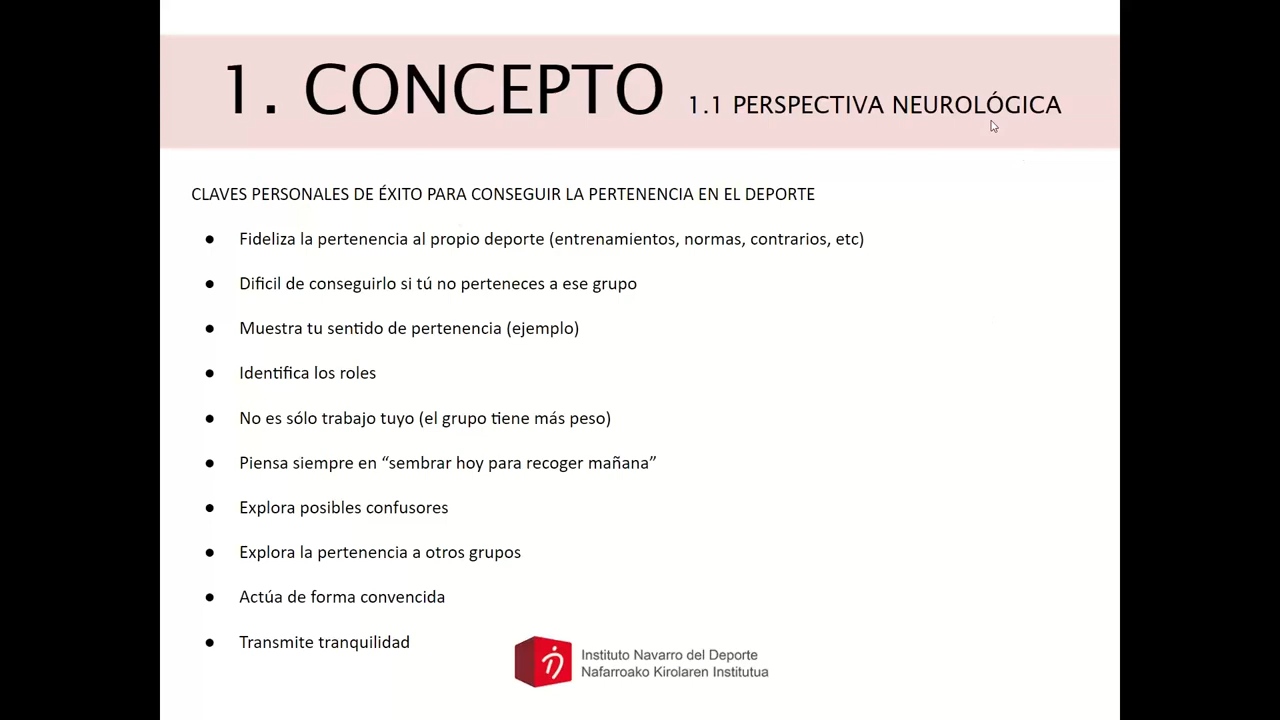 1. CONCEPTO 1.1 PERSPECTIVA NEUROLÓGICA
CLAVES PERSONALES DE ÉXITO PARA CONSEGUIR LA PERTENENCIA EN EL DEPORTE
● Fideliza la pertenencia al propio deporte (entrenamientos, normas, contrarios, etc)
● Dificil de conseguirlo si tú no perteneces a ese grupo
● Muestra tu sentido de pertenencia (ejemplo)
● Identifica los roles
● No es sólo trabajo tuyo (el grupo tiene más peso)
● Piensa siempre en “sembrar hoy para recoger mañana”
● Explora posibles confusores
● Explora la pertenencia a otros grupos
● Actúa de forma convencida
● Transmite tranquilidad
Instituto Navarro del Deporte
Nafarroako Kirolaren Institutua